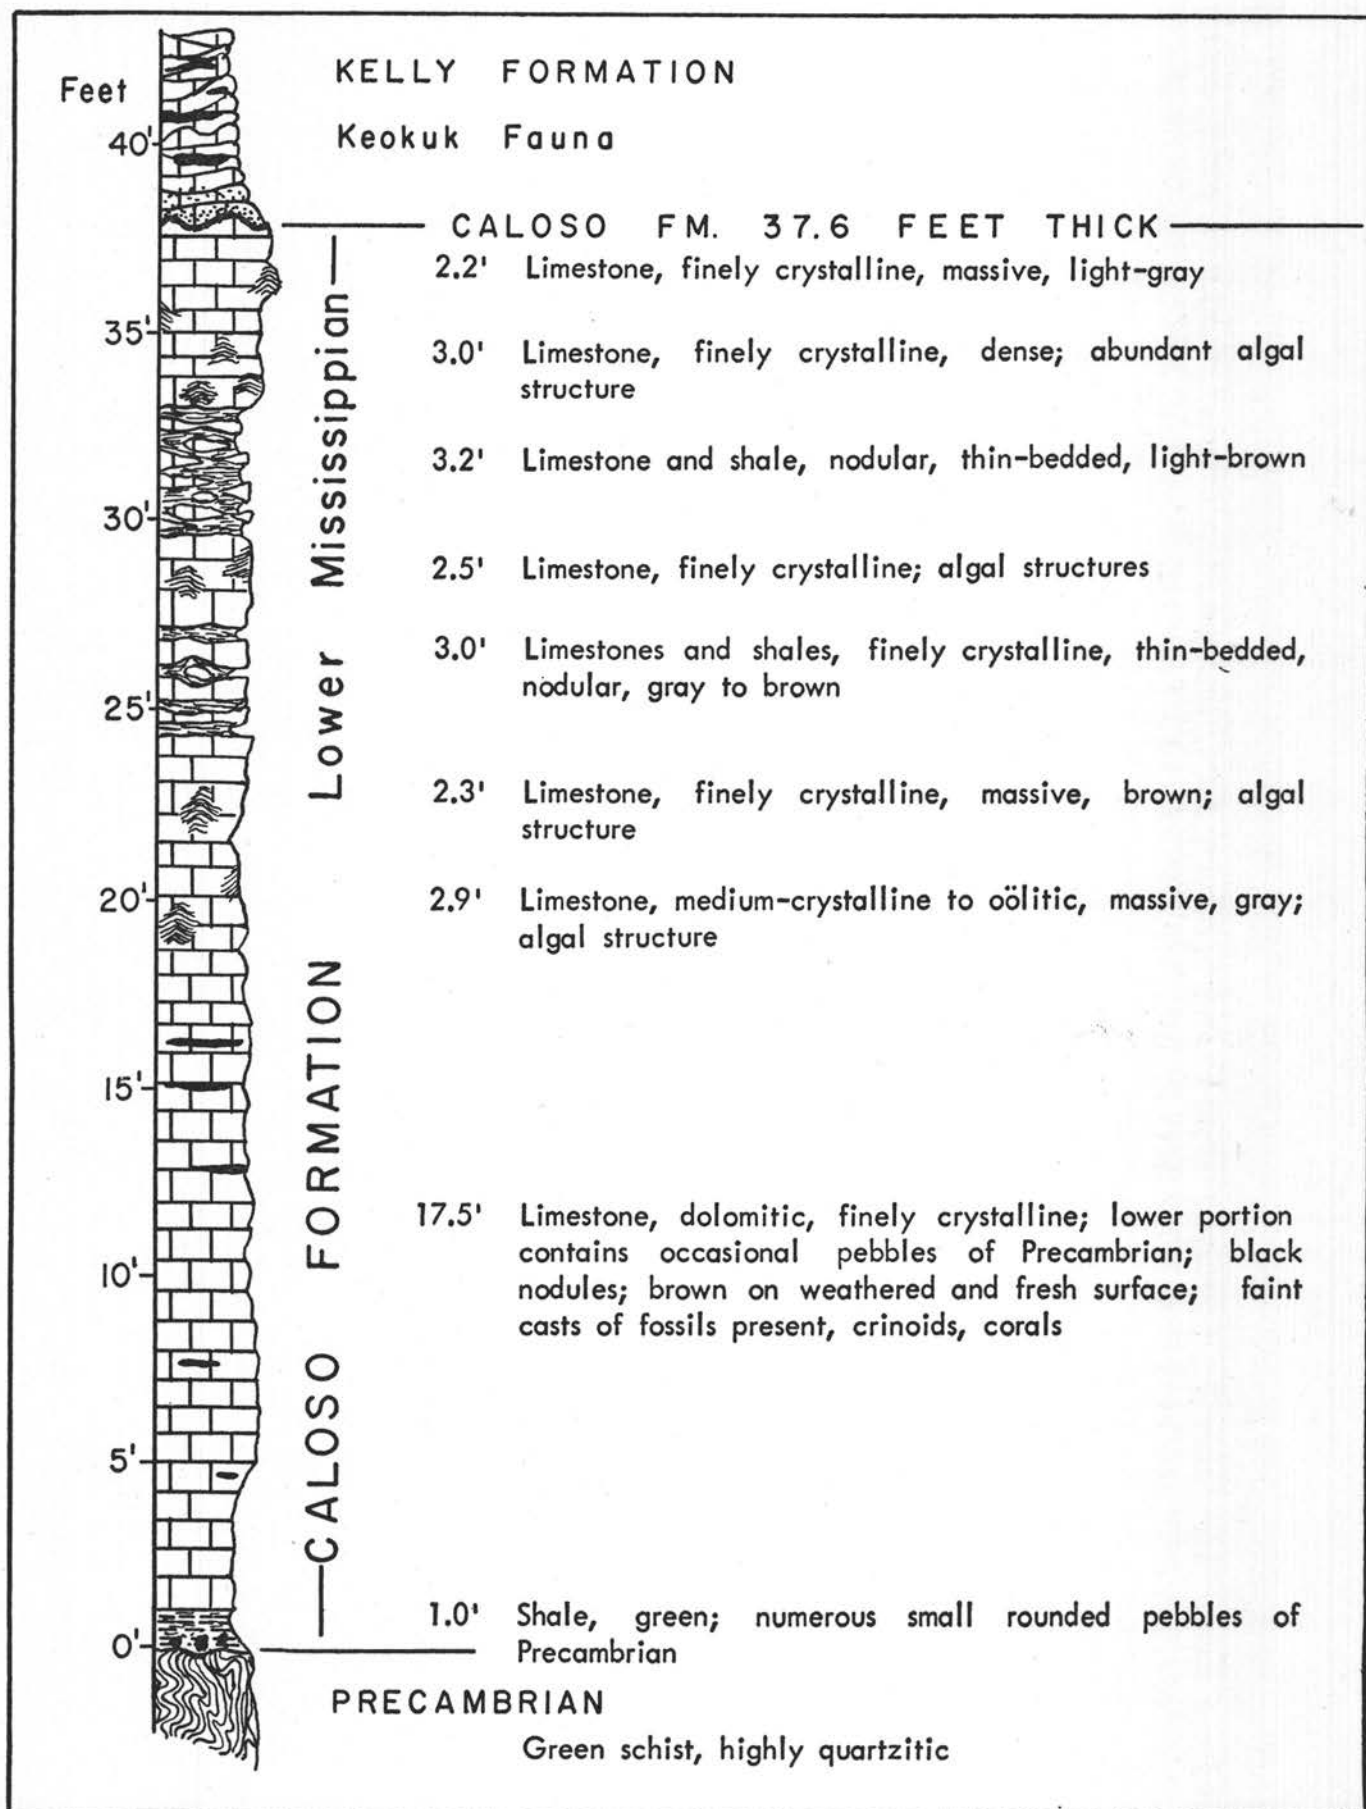 Feet
KELLY FORMATION
Keokuk Fauna
40'
CALOSO FM. 37.6 FEET THICK
2.2' Limestone, finely crystalline, massive, light-gray
35'
3.0' Limestone, finely crystalline, dense; abundant algal
structure
3.2' Limestone and shale, nodular, thin-bedded, light-brown
30'
2.5' Limestone, finely crystalline; algal structures
3.0' Limestones and shales, finely crystalline, thin-bedded,
nodular, gray to brown
25'
2.3' Limestone, finely crystalline, massive, brown; algal
structure
20'
2.9' Limestone, medium-crystalline to oölitic, massive, gray;
algal structure
15'
17.5' Limestone, dolomitic, finely crystalline; lower portion
contains occasional pebbles of Precambrian; black
nodules; brown on weathered and fresh surface; faint
casts of fossils present, crinoids, corals
10'
5'
1.0' Shale, green; numerous small rounded pebbles of
Precambrian
0'
CALOSO FORMATION Lower Mississippian
PRECAMBRIAN
Green schist, highly quartzitic